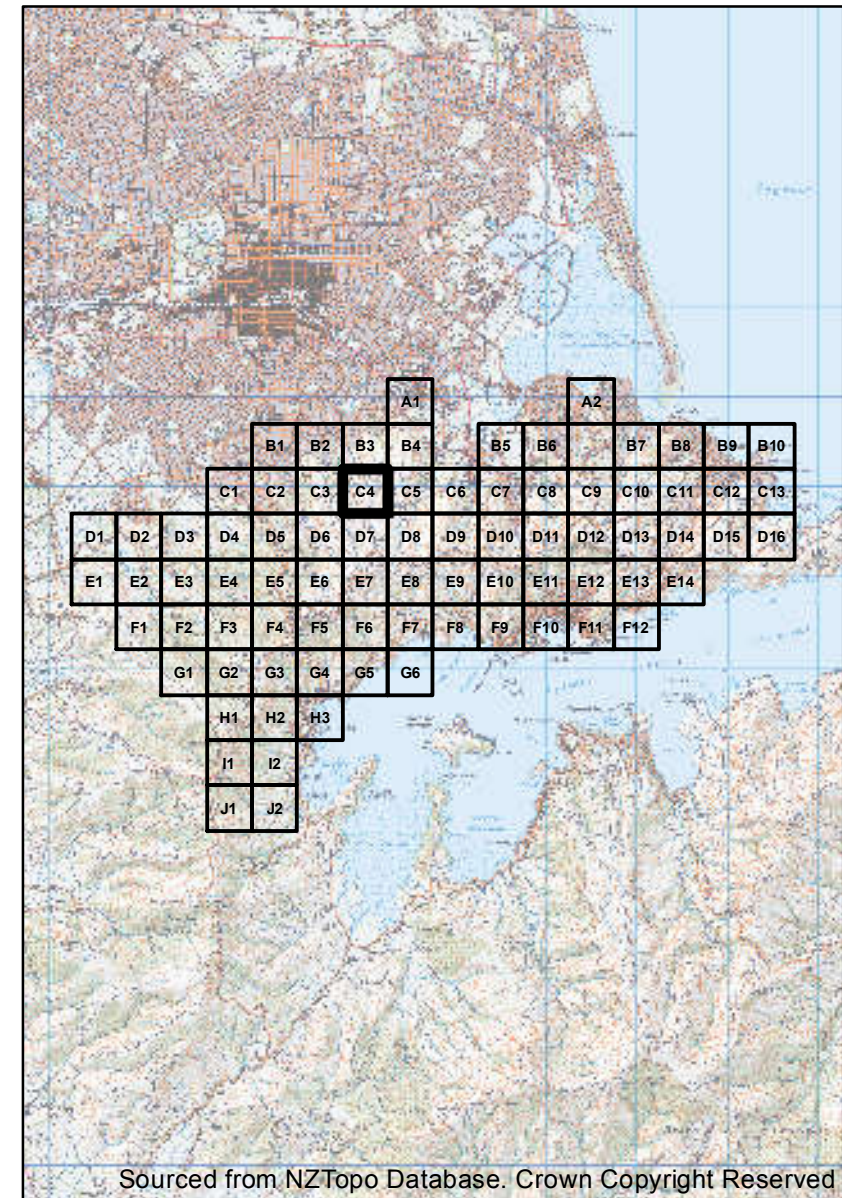 A1 A2
B1 B2 B3 B4 B5 B6 B7 B8 B9 B10
C1 C2 C3 C4 C5 C6 C7 C8 C9 C10 C11 C12 C13
D1 D2 D3 D4 D5 D6 D7 D8 D9 D10 D11 D12 D13 D14 D15 D16
E1 E2 E3 E4 E5 E6 E7 E8 E9 E10 E11 E12 E13 E14
F1 F2 F3 F4 F5 F6 F7 F8 F9 F10 F11 F12
G1 G2 G3 G4 G5 G6
H1 H2 H3
I1 I2
J1 J2
Sourced from NZTopo Database. Crown Copyright Reserved